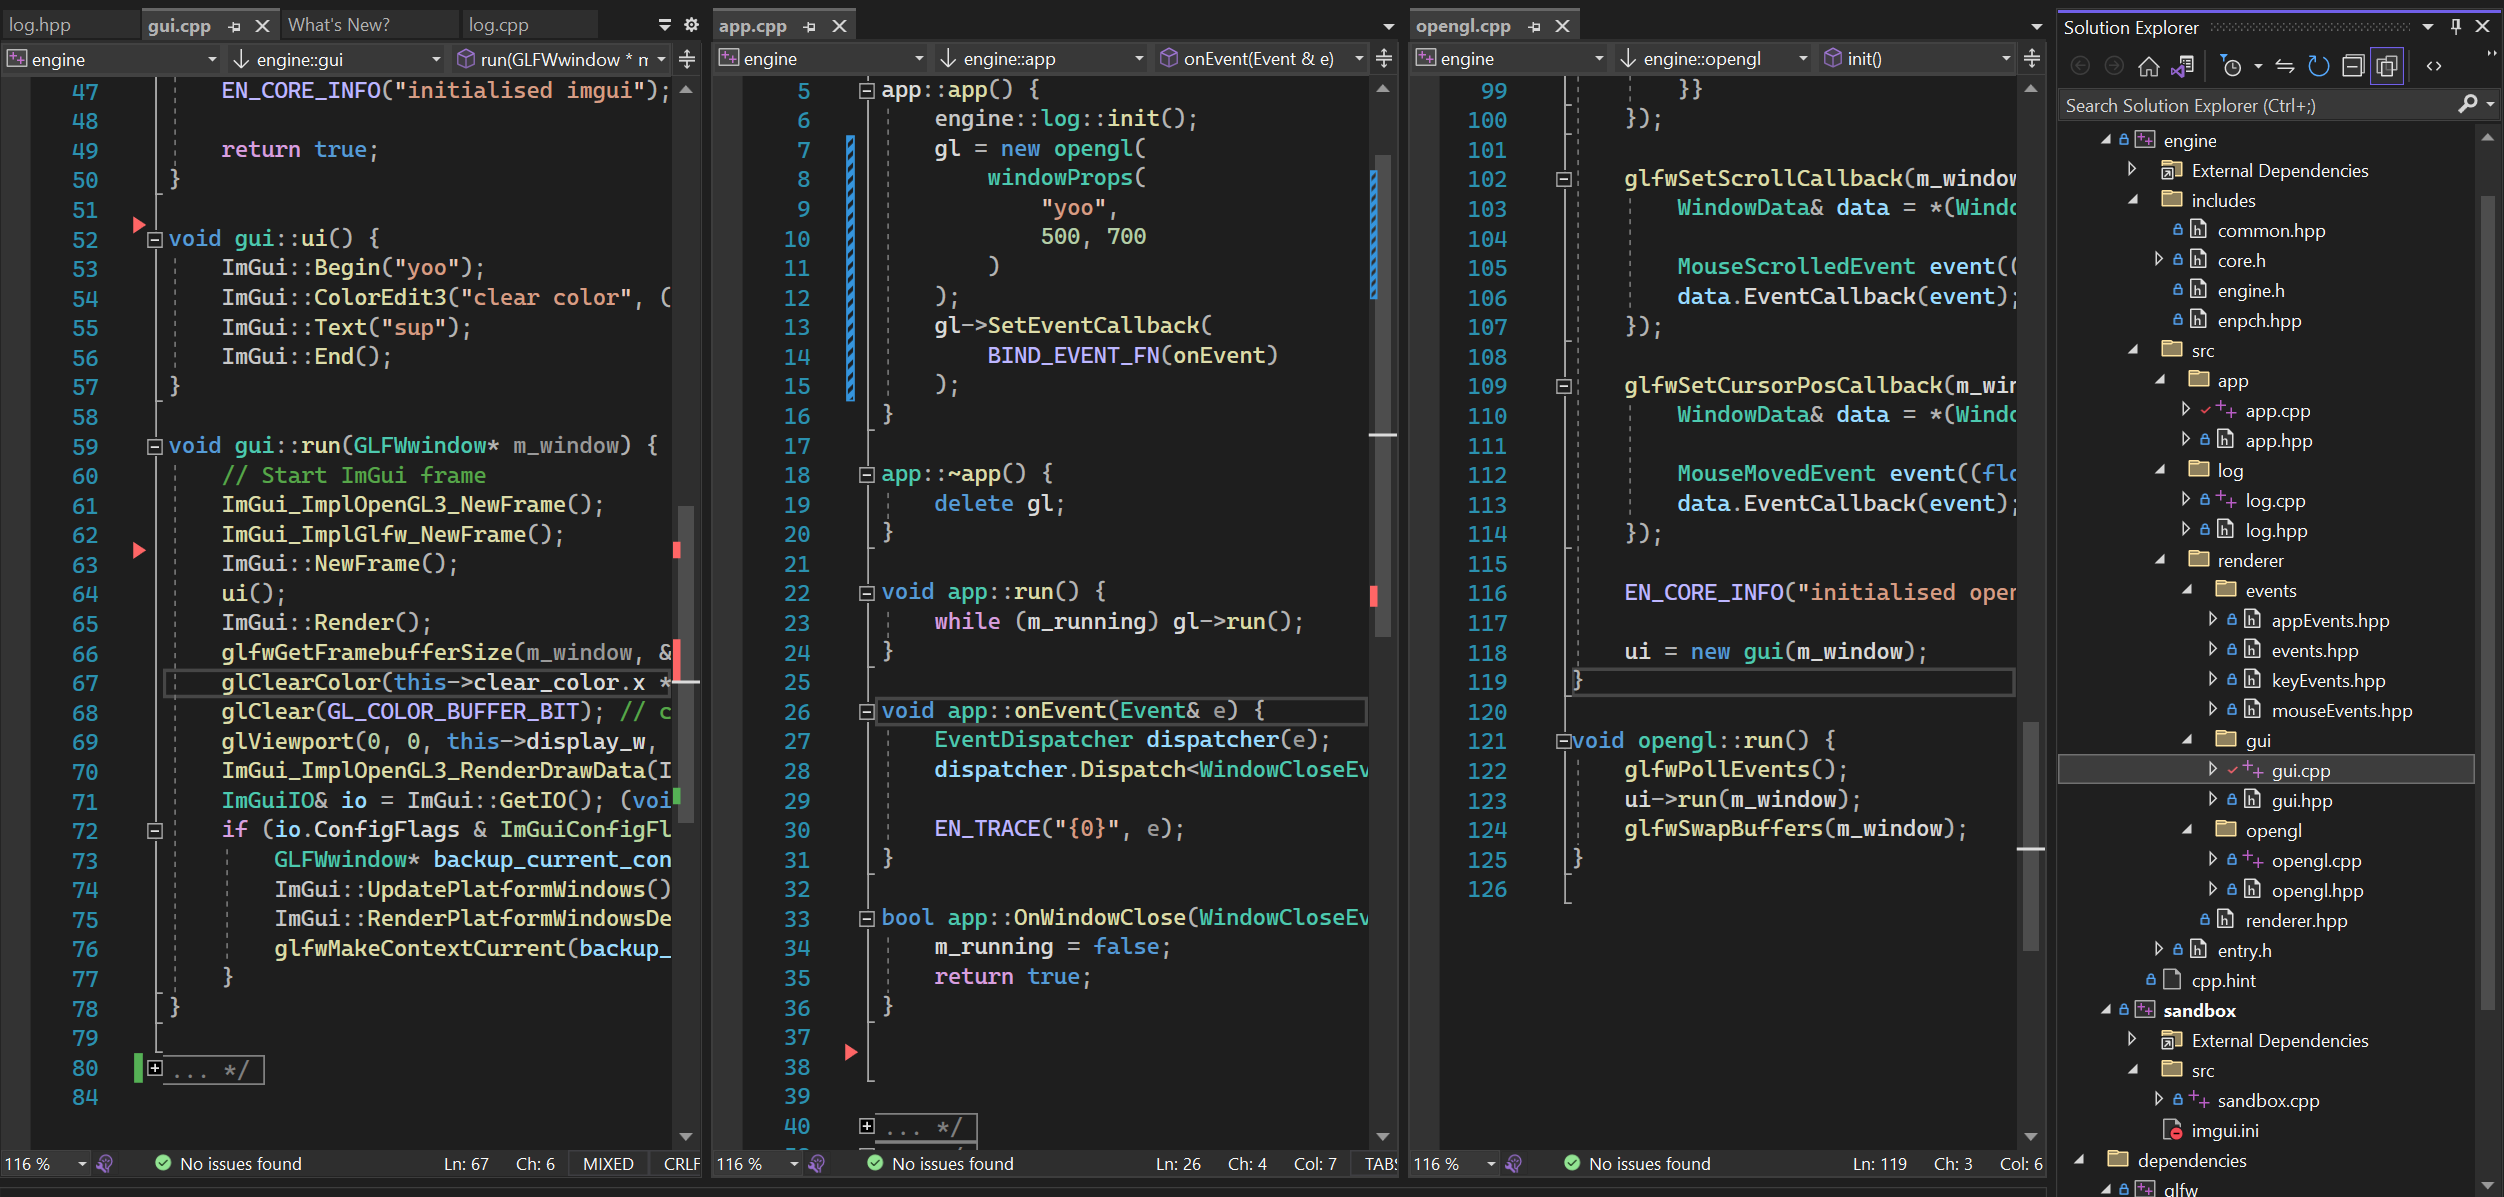 log.hpp
gui.cpp
What's New?
log.cpp
engine
engine::gui
run(GLFWwindow * m
47 EN_CORE_INFO("initialised imgui");
48
49 return true;
50 }
51
52 void gui::ui() {
53 ImGui::Begin("yoo");
54 ImGui::ColorEdit3("clear color", (
55 ImGui::Text("sup");
56 ImGui::End();
57 }
58
59 void gui::run(GLFWwindow* m_window) {
60 // Start ImGui frame
61 ImGui_ImplOpenGL3_NewFrame();
62 ImGui_ImplGlfw_NewFrame();
63 ImGui::NewFrame();
64 ui();
65 ImGui::Render();
66 glfwGetFramebufferSize(m_window, &
67 glClearColor(this->clear_color.x *
68 glClear(GL_COLOR_BUFFER_BIT); // c
69 glViewport(0, 0, this->display_w,
70 ImGui_ImplOpenGL3_RenderDrawData(I
71 ImGuiIO& io = ImGui::GetIO(); (voi
72 if (io.ConfigFlags & ImGuiConfigFl
73 GLFWwindow* backup_current_con
74 ImGui::UpdatePlatformWindows()
75 ImGui::RenderPlatformWindowsDe
76 glfwMakeContextCurrent(backup_
77 }
78 }
79
80 ... */
84
116 %
No issues found
Ln: 67
Ch: 6
MIXED
CRLF
app.cpp
engine
engine::app
onEvent(Event & e)
5 app::app() {
6 engine::log::init();
7 gl = new opengl(
8 windowProps(
9 "yoo",
10 500, 700
11 )
12 );
13 gl->SetEventCallback(
14 BIND_EVENT_FN(onEvent)
15 );
16 }
17
18 app::~app() {
19 delete gl;
20 }
21
22 void app::run() {
23 while (m_running) gl->run();
24 }
25
26 void app::onEvent(Event& e) {
27 EventDispatcher dispatcher(e);
28 dispatcher.Dispatch<WindowCloseEv
29
30 EN_TRACE("{0}", e);
31 }
32
33 bool app::OnWindowClose(WindowCloseEv
34 m_running = false;
35 return true;
36 }
37
38
39
40 ... */
116 %
No issues found
Ln: 26
Ch: 4
Col: 7
TABS
opengl.cpp
engine
engine::opengl
init()
99 }}
100 });
101
102 glfwSetScrollCallback(m_window
103 WindowData& data = *(Windo
104
105 MouseScrolledEvent event((
106 data.EventCallback(event);
107 });
108
109 glfwSetCursorPosCallback(m_win
110 WindowData& data = *(Windo
111
112 MouseMovedEvent event((flo
113 data.EventCallback(event);
114 });
115
116 EN_CORE_INFO("initialised oper
117
118 ui = new gui(m_window);
119 }
120
121 void opengl::run() {
122 glfwPollEvents();
123 ui->run(m_window);
124 glfwSwapBuffers(m_window);
125 }
126
116 %
No issues found
Ln: 119
Ch: 3
Col: 6
Solution Explorer
Search Solution Explorer (Ctrl+;)
engine
External Dependencies
includes
common.hpp
core.h
engine.h
enpch.hpp
src
app
app.cpp
app.hpp
log
log.cpp
log.hpp
renderer
events
appEvents.hpp
events.hpp
keyEvents.hpp
mouseEvents.hpp
gui
gui.cpp
gui.hpp
opengl
opengl.cpp
opengl.hpp
renderer.hpp
entry.h
cpp.hint
sandbox
External Dependencies
src
sandbox.cpp
imgui.ini
dependencies
glfw